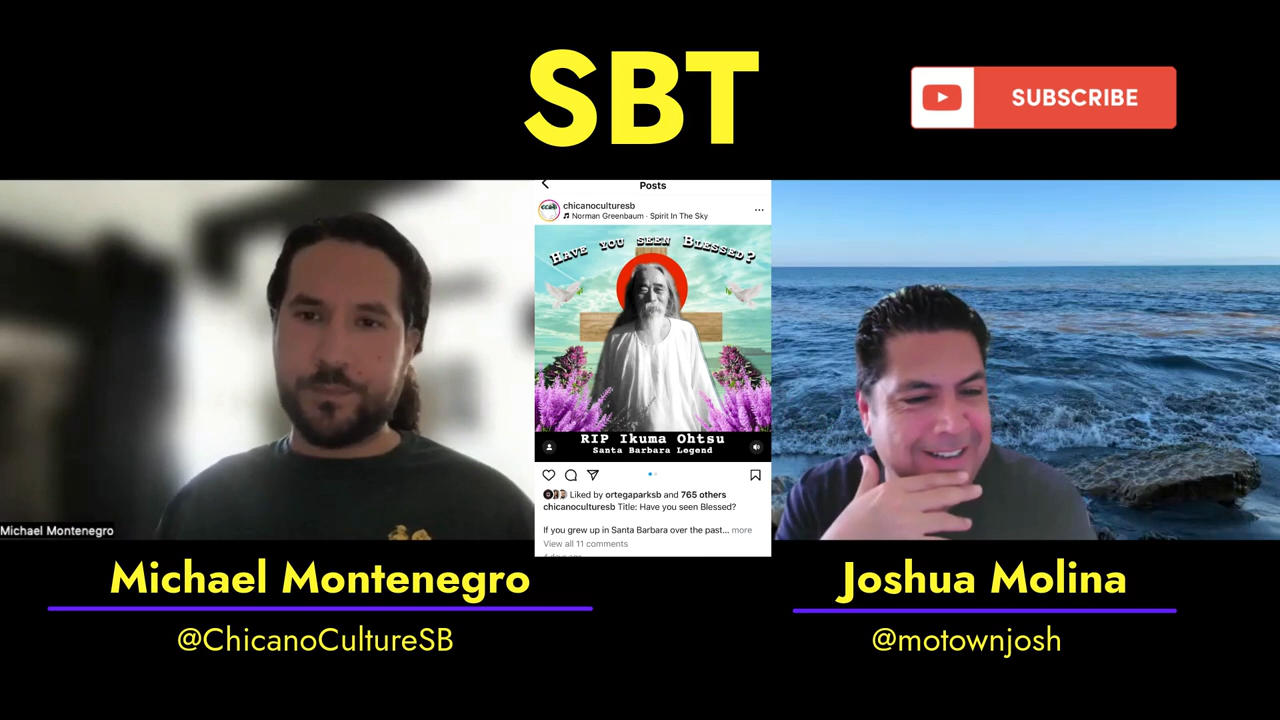 SBT
SUBSCRIBE
Posts
chicanoculturesb
Norman Greenbaum · Spirit In The Sky
Have you seen Blessed?
RIP Ikuma Ohtsu
Santa Barbara Legend
Liked by ortegaparksb and 765 others
chicanoculturesb Title: Have you seen Blessed?
If you grew up in Santa Barbara over the past... more
View all 11 comments
Michael Montenegro
Michael Montenegro
@ChicanoCultureSB
Joshua Molina
@motownjosh